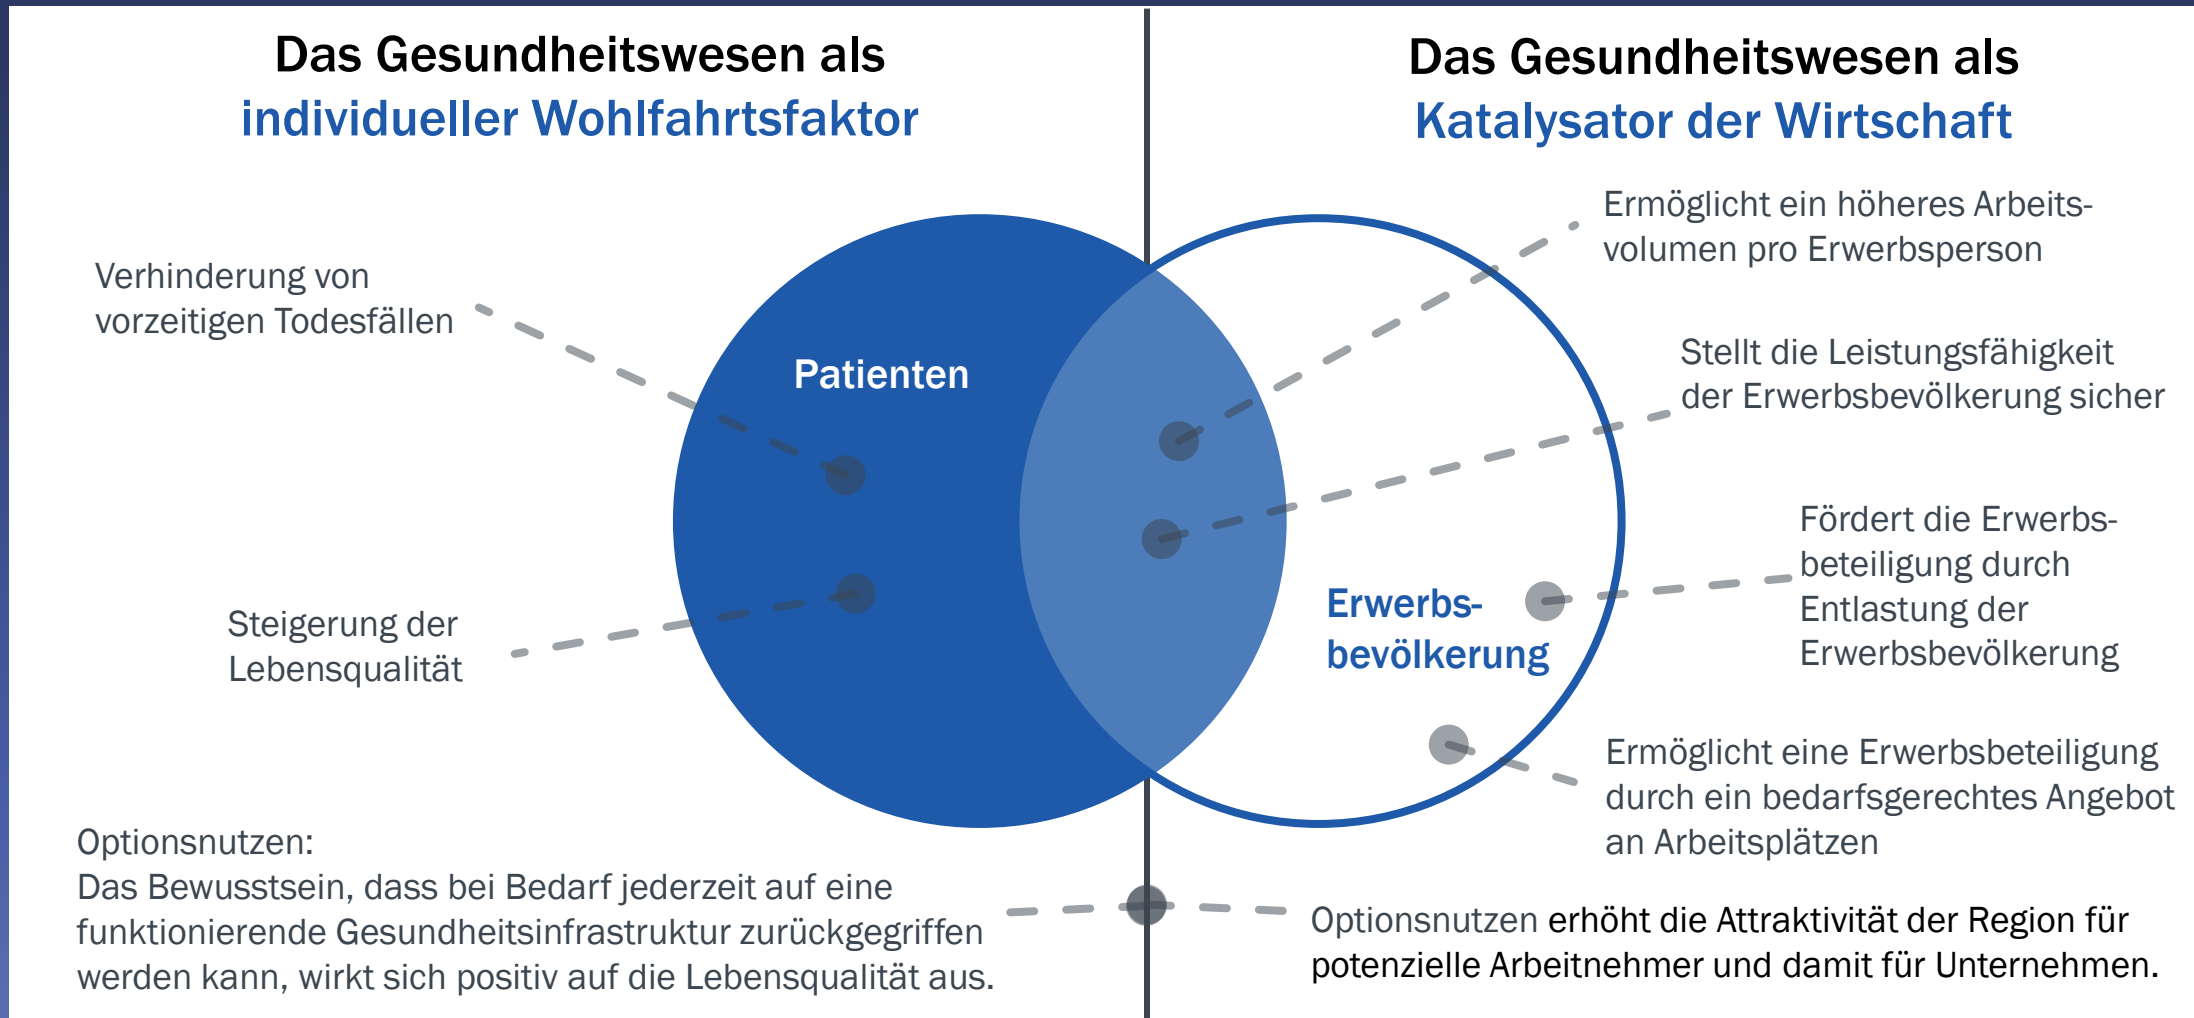 Das Gesundheitswesen als
individueller Wohlfahrtsfaktor
Verhinderung von
vorzeitigen Todesfällen
Patienten
Steigerung der
Lebensqualität
Optionsnutzen:
Das Bewusstsein, dass bei Bedarf jederzeit auf eine
funktionierende Gesundheitsinfrastruktur zurückgegriffen
werden kann, wirkt sich positiv auf die Lebensqualität aus.
Das Gesundheitswesen als
Katalysator der Wirtschaft
Ermöglicht ein höheres Arbeits-
volumen pro Erwerbsperson
Stellt die Leistungsfähigkeit
der Erwerbsbevölkerung sicher
Fördert die Erwerbs-
beteiligung durch
Entlastung der
Erwerbsbevölkerung
Erwerbs-
bevölkerung
Ermöglicht eine Erwerbsbeteiligung
durch ein bedarfsgerechtes Angebot
an Arbeitsplätzen
Optionsnutzen erhöht die Attraktivität der Region für
potenzielle Arbeitnehmer und damit für Unternehmen.